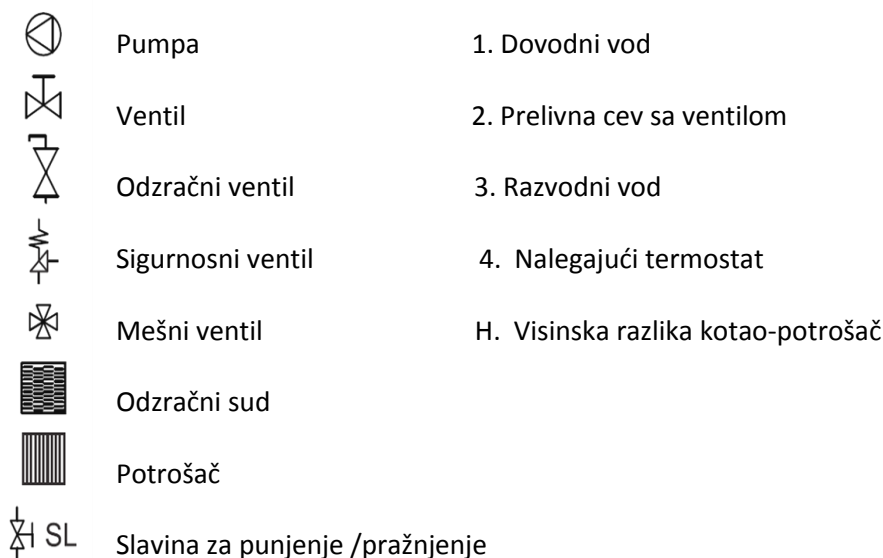 Pumpa 1. Dovodni vod
Ventil 2. Prelivna cev sa ventilom
Odzračni ventil 3. Razvodni vod
Sigurnosni ventil 4. Nalegajući termostat
Mešni ventil H. Visinska razlika kotao-potrošač
Odzračni sud
Potrošač
SL Slavina za punjenje /pražnjenje